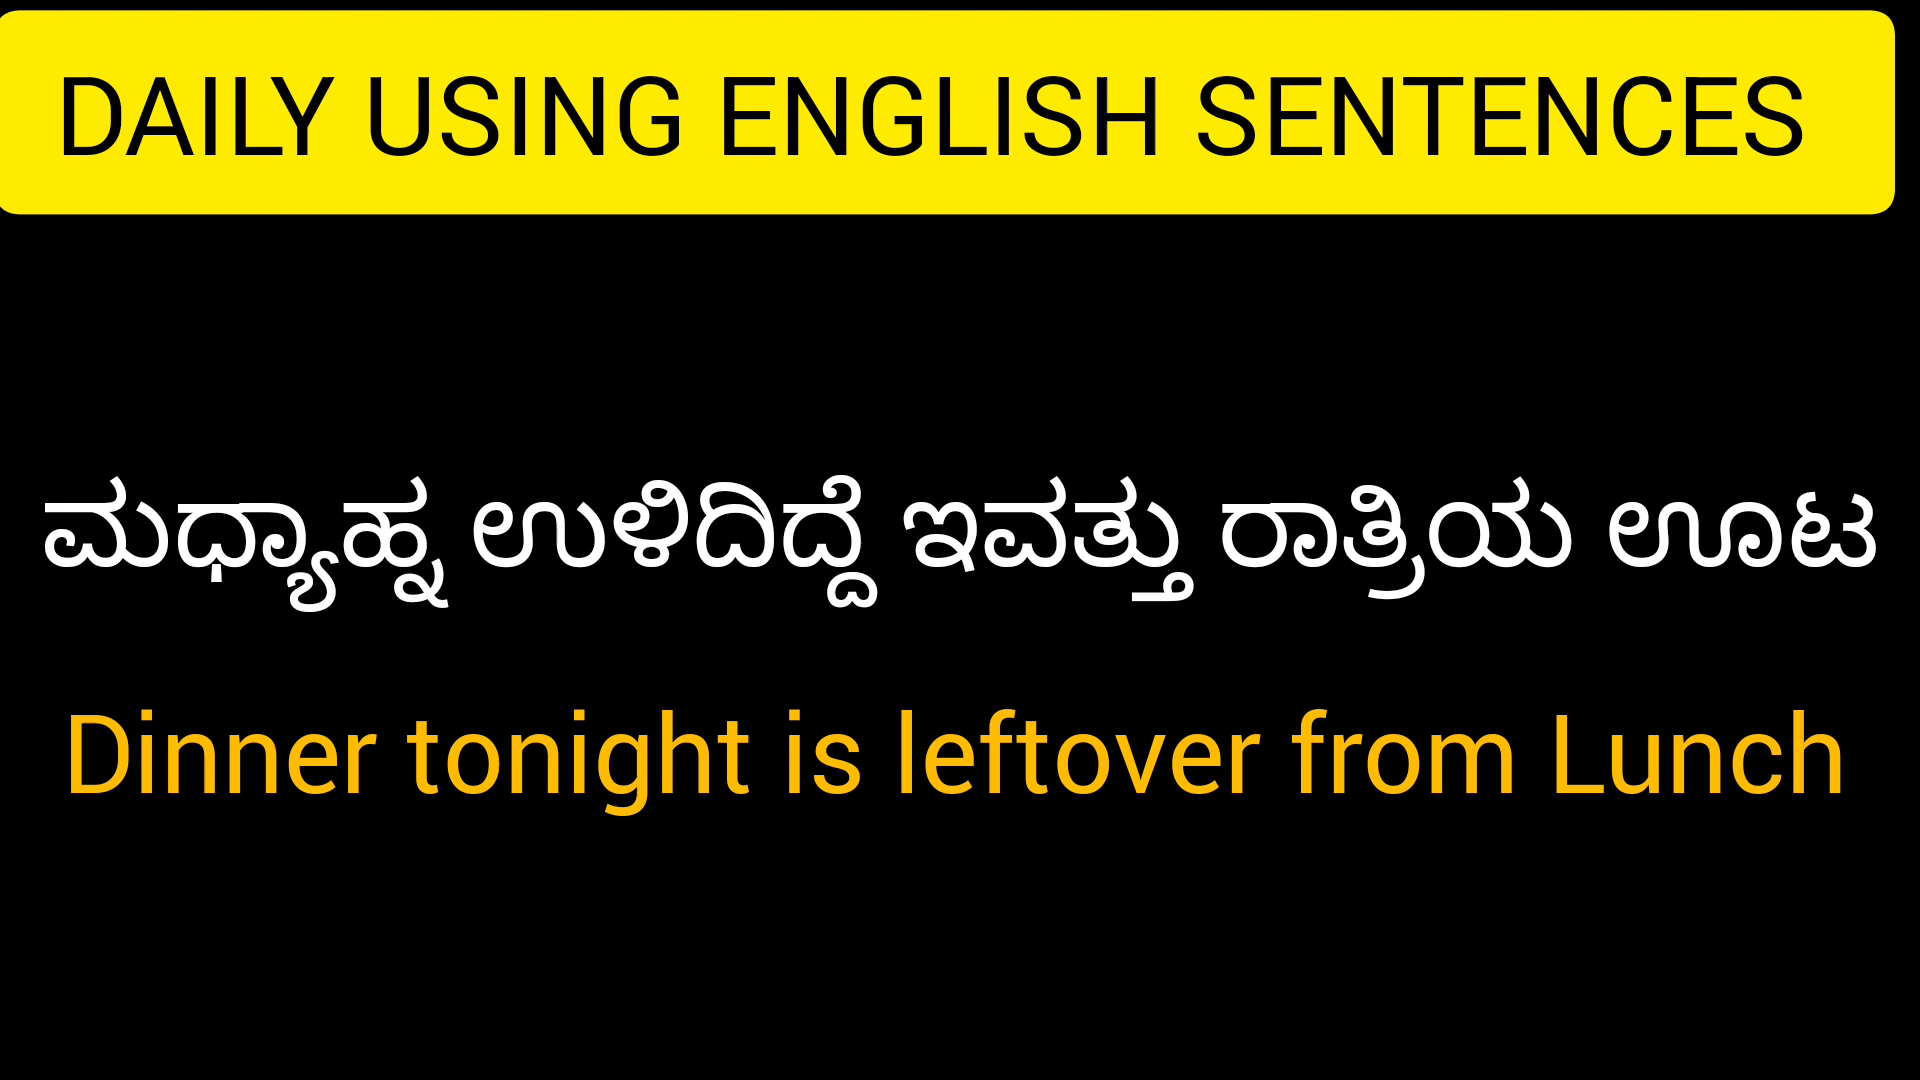 DAILY USING ENGLISH SENTENCES
ಮಧ್ಯಾಹ್ನ ಉಳಿದಿದ್ದೆ ಇವತ್ತು ರಾತ್ರಿಯ ಊಟ
Dinner tonight is leftover from Lunch